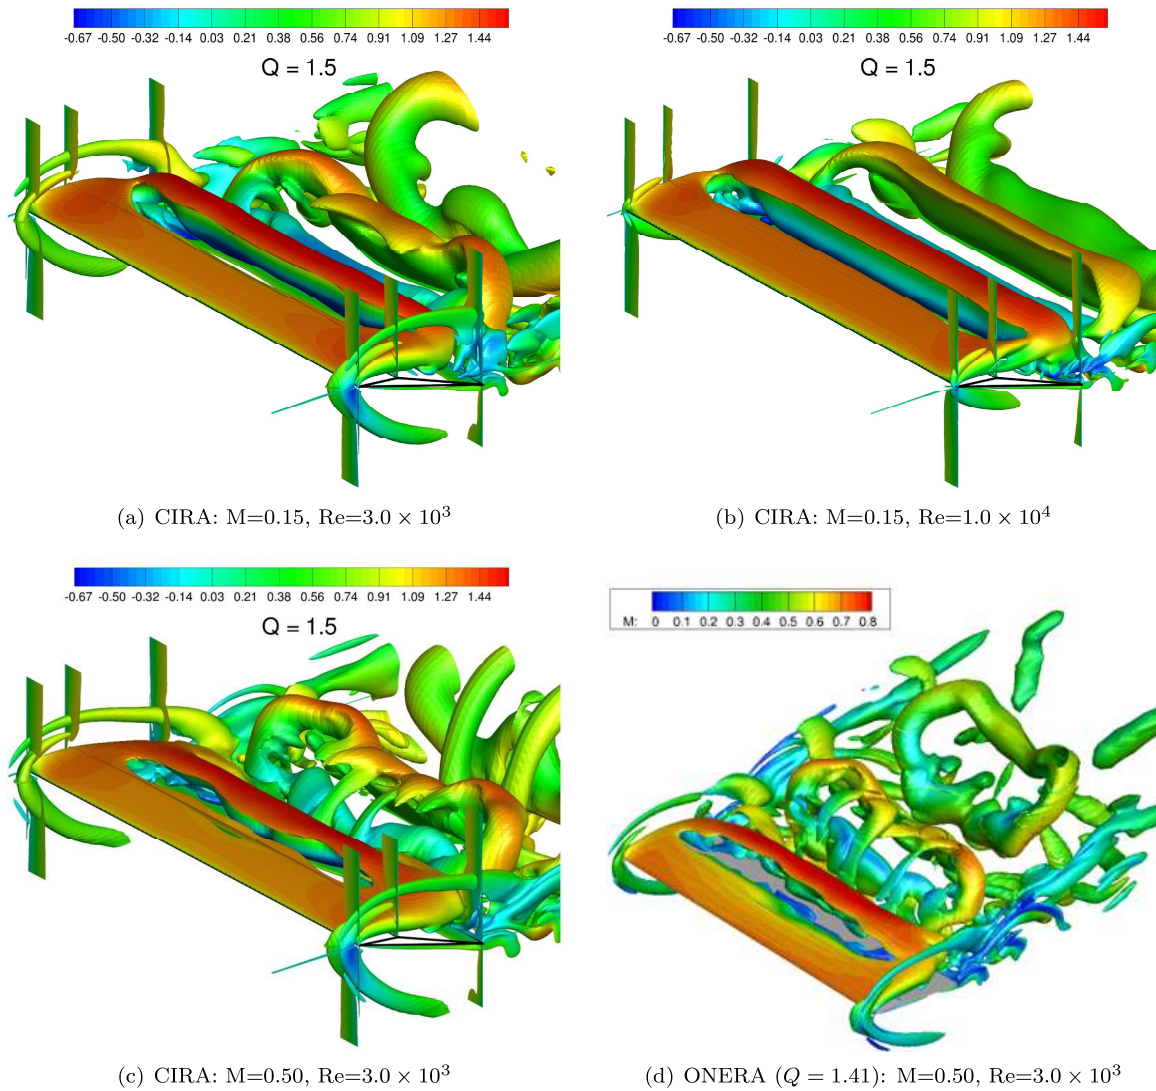 -0.67 -0.50 -0.32 -0.14 0.03 0.21 0.38 0.56 0.74 0.91 1.09 1.27 1.44
Q = 1.5
(a) CIRA: M=0.15, Re=3.0 × 10³
-0.67 -0.50 -0.32 -0.14 0.03 0.21 0.38 0.56 0.74 0.91 1.09 1.27 1.44
Q = 1.5
(b) CIRA: M=0.15, Re=1.0 × 10⁴
-0.67 -0.50 -0.32 -0.14 0.03 0.21 0.38 0.56 0.74 0.91 1.09 1.27 1.44
Q = 1.5
(c) CIRA: M=0.50, Re=3.0 × 10³
M: 0 0.1 0.2 0.3 0.4 0.5 0.6 0.7 0.8
(d) ONERA (Q = 1.41): M=0.50, Re=3.0 × 10³